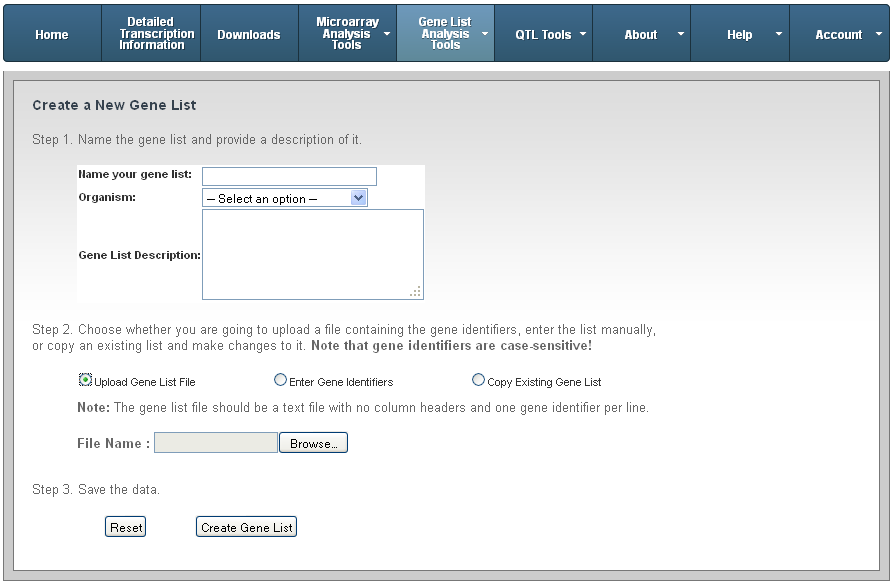 Home
Detailed
Transcription
Information
Downloads
Microarray
Analysis
Tools
Gene List
Analysis
Tools
QTL Tools
About
Help
Account
Create a New Gene List
Step 1. Name the gene list and provide a description of it.
Name your gene list:
Organism:
-- Select an option --
Gene List Description:
Step 2. Choose whether you are going to upload a file containing the gene identifiers, enter the list manually,
or copy an existing list and make changes to it. Note that gene identifiers are case-sensitive!
Upload Gene List File
Enter Gene Identifiers
Copy Existing Gene List
Note: The gene list file should be a text file with no column headers and one gene identifier per line.
File Name :
Browse...
Step 3. Save the data.
Reset
Create Gene List